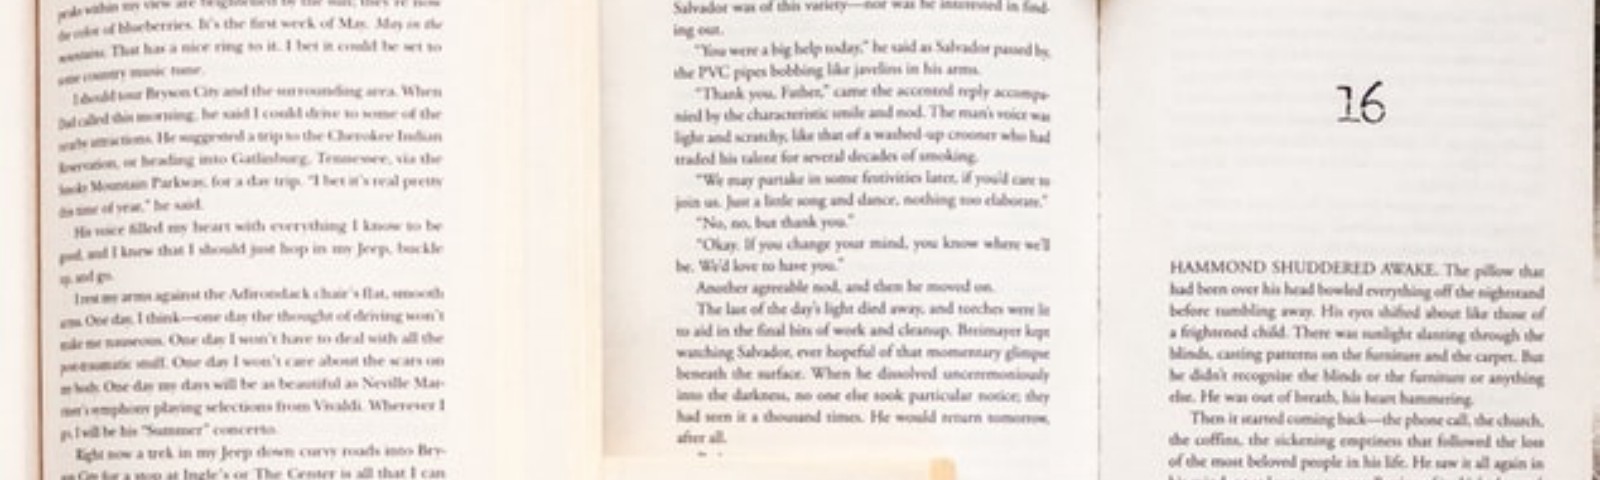 peaks within my view are brightened by the sun, they're now
the color of blueberries. It's the first week of May. May in the
mountains. That has a nice ring to it. I bet it could be set to
some country music tune.
I should tour Bryson City and the surrounding area. When
Dad called this morning, he said I could drive to some of the
nearby attractions. He suggested a trip to the Cherokee Indian
Reservation, or heading into Gatlinburg, Tennessee, via the
Smoky Mountain Parkway, for a day trip. "I bet it's real pretty
this time of year," he said.
His voice filled my heart with everything I know to be
good, and I knew that I should just hop in my Jeep, buckle
up, and go.
I rest my arms against the Adirondack chair's flat, smooth
arms. One day, I think—one day the thought of driving won't
make me nauseous. One day I won't have to deal with all the
post-traumatic stuff. One day I won't care about the scars on
my body. One day my days will be as beautiful as Neville Mar-
riner's symphony playing selections from Vivaldi. Wherever I
go, I will be his "Summer" concerto.
Right now a trek in my Jeep down curvy roads into Bry-
son City for a stop at Ingle's or The Center is all that I can
Salvador was of this variety—nor was he interested in find-
ing out.
"You were a big help today," he said as Salvador passed by,
the PVC pipes bobbing like javelins in his arms.
"Thank you, Father," came the accented reply accompa-
nied by the characteristic smile and nod. The man's voice was
light and scratchy, like that of a washed-up crooner who had
traded his talent for several decades of smoking.
"We may partake in some festivities later, if you'd care to
join us. Just a little song and dance, nothing too elaborate."
"No, no, but thank you."
"Okay. If you change your mind, you know where we'll
be. We'd love to have you."
Another agreeable nod, and then he moved on.
The last of the day's light died away, and torches were lit
to aid in the final bits of work and cleanup. Breimayer kept
watching Salvador, ever hopeful of that momentary glimpse
beneath the surface. When he dissolved unceremoniously
into the darkness, no one else took particular notice; they
had seen it a thousand times. He would return tomorrow,
after all.
16
HAMMOND SHUDDERED AWAKE. The pillow that
had been over his head bowled everything off the nightstand
before tumbling away. His eyes shifted about like those of
a frightened child. There was sunlight slanting through the
blinds, casting patterns on the furniture and the carpet. But
he didn't recognize the blinds or the furniture or anything
else. He was out of breath, his heart hammering.
Then it started coming back—the phone call, the church,
the coffins, the sickening emptiness that followed the loss
of the most beloved people in his life. He saw it all again in